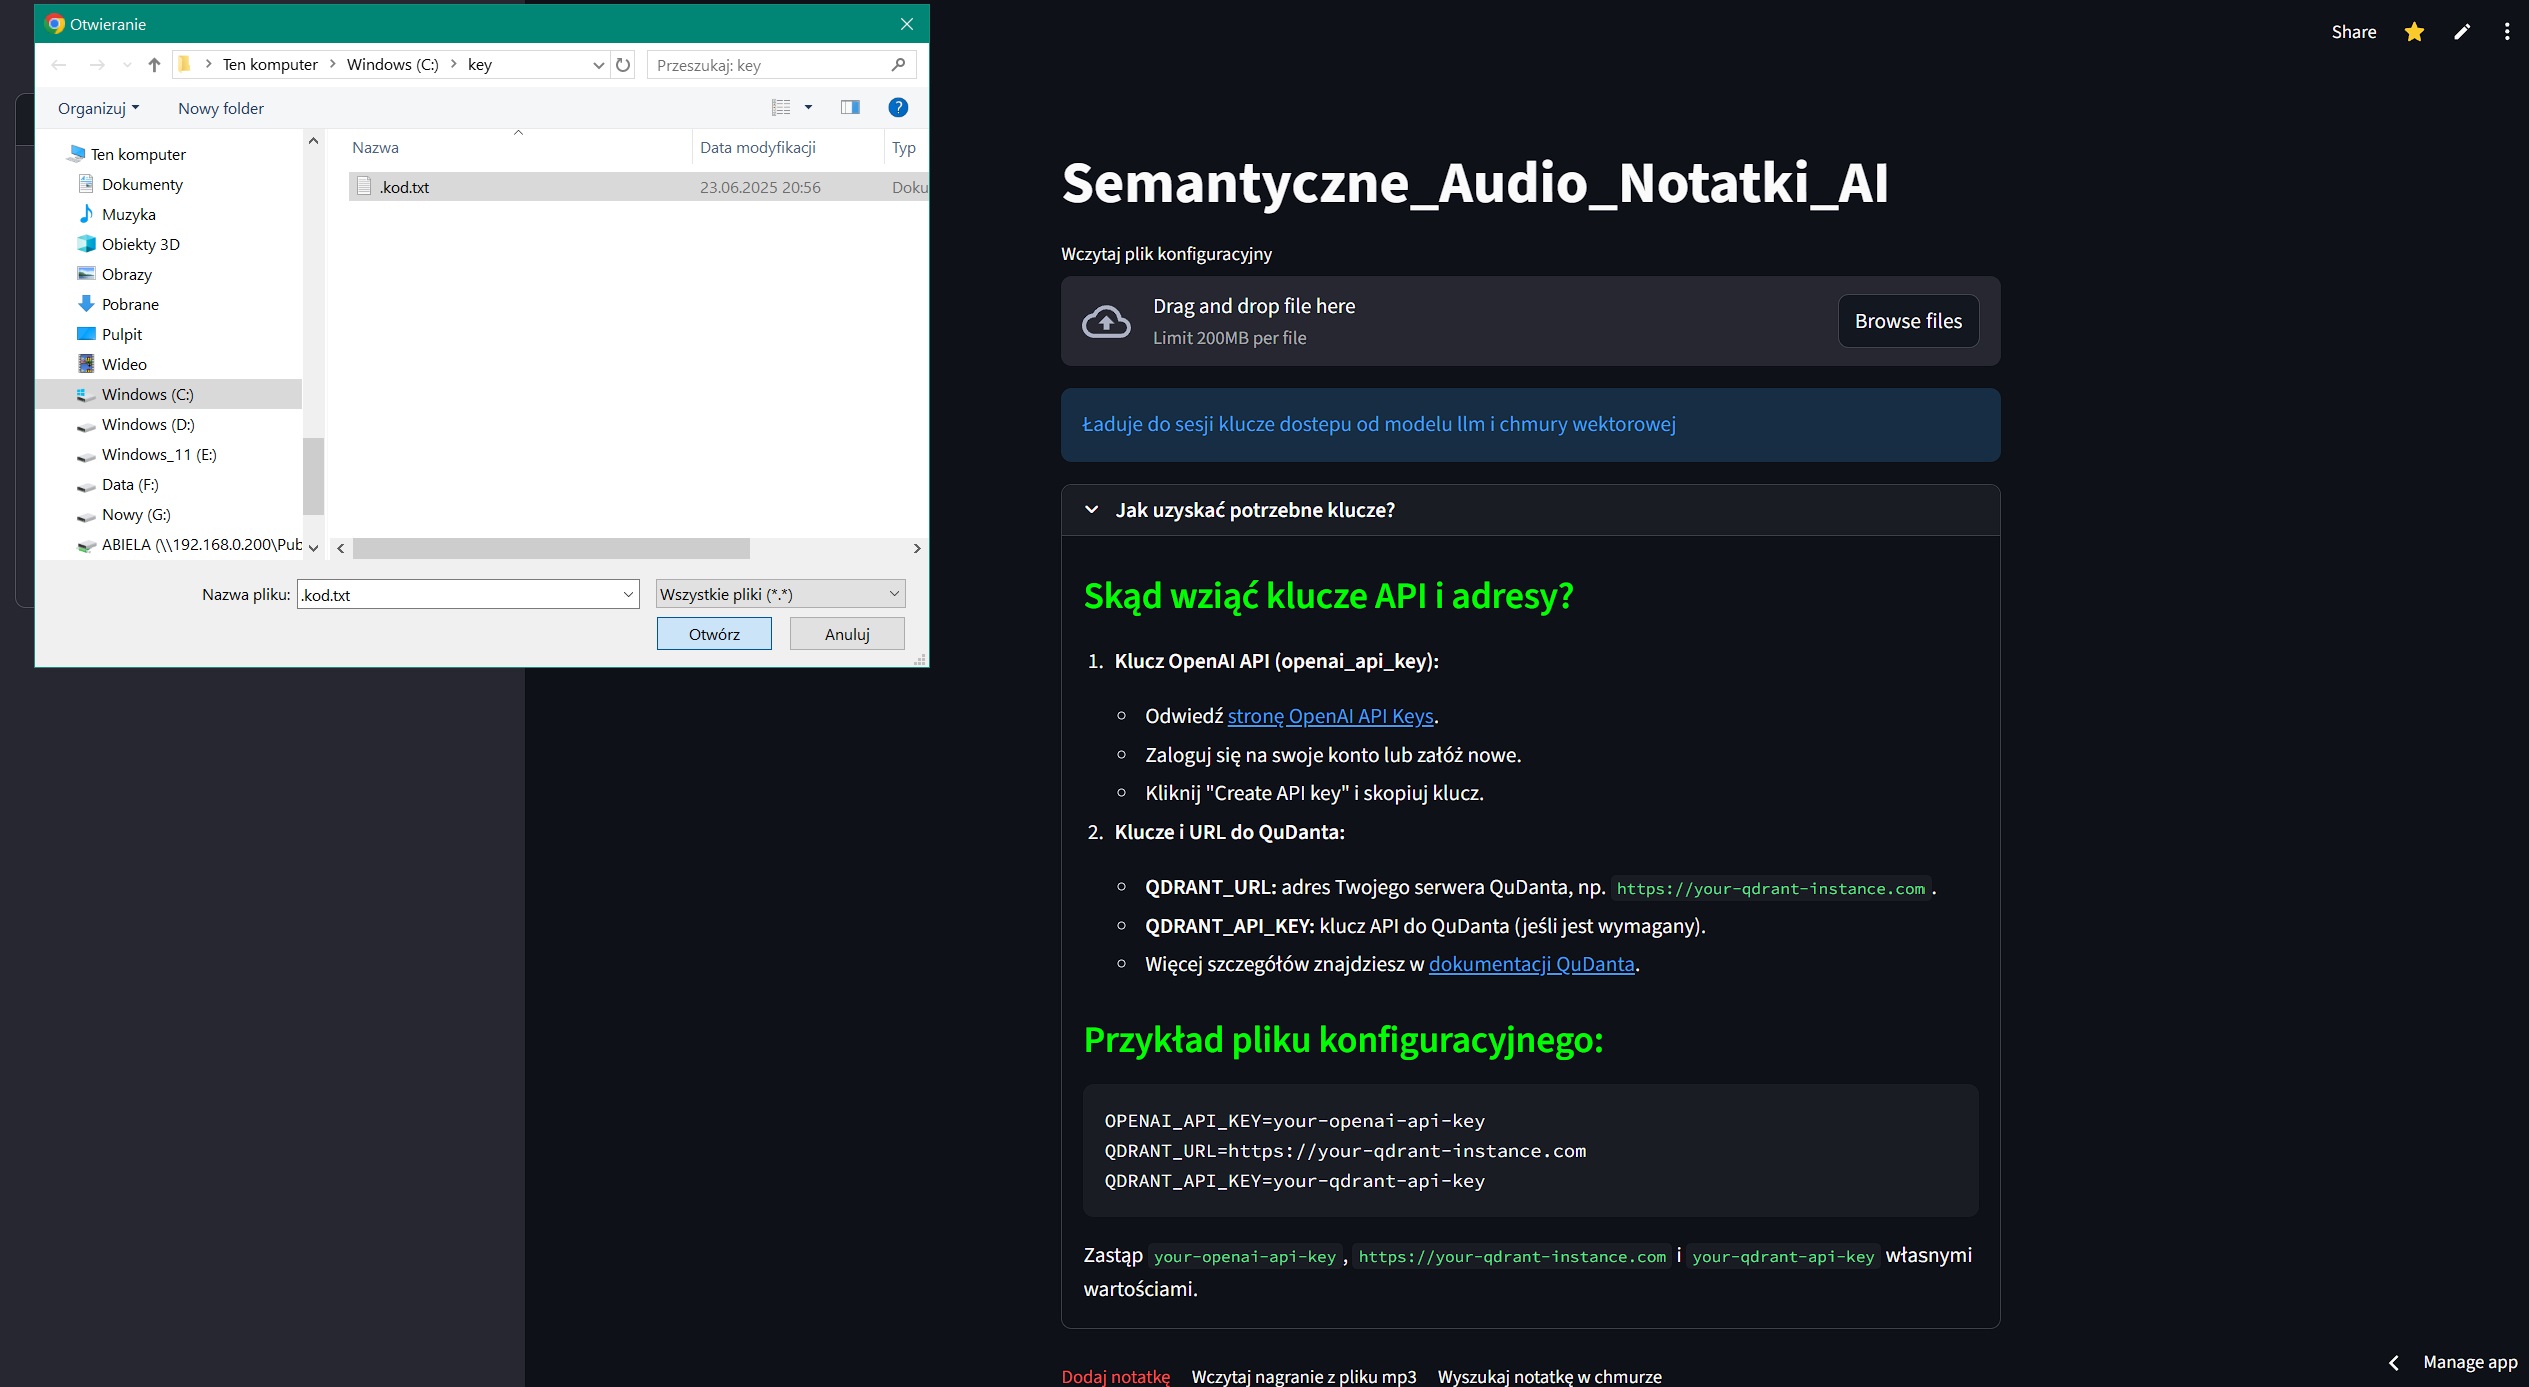 Otwieranie
Ten komputer
Windows (C:)
key
Przeszukaj: key
Organizuj
Nowy folder
?
Nazwa
Data modyfikacji
Typ
.kod.txt
23.06.2025 20:56
Doku
Ten komputer
Dokumenty
Muzyka
Obiekty 3D
Obrazy
Pobrane
Pulpit
Wideo
Windows (C:)
Windows (D:)
Windows_11 (E:)
Data (F:)
Nowy (G:)
ABIELA (\\192.168.0.200\Pub
Nazwa pliku:
.kod.txt
Wszystkie pliki (*.*)
Otwórz
Anuluj
Share
Semantyczne_Audio_Notatki_AI
Wczytaj plik konfiguracyjny
Drag and drop file here
Limit 200MB per file
Browse files
Ładuje do sesji klucze dostepu od modelu llm i chmury wektorowej
Jak uzyskać potrzebne klucze?
Skąd wziąć klucze API i adresy?
1. Klucz OpenAI API (openai_api_key):
Odwiedź stronę OpenAI API Keys.
Zaloguj się na swoje konto lub załóż nowe.
Kliknij "Create API key" i skopiuj klucz.
2. Klucze i URL do QuDanta:
QDRANT_URL: adres Twojego serwera QuDanta, np. https://your-qdrant-instance.com .
QDRANT_API_KEY: klucz API do QuDanta (jeśli jest wymagany).
Więcej szczegółów znajdziesz w dokumentacji QuDanta.
Przykład pliku konfiguracyjnego:
OPENAI_API_KEY=your-openai-api-key
QDRANT_URL=https://your-qdrant-instance.com
QDRANT_API_KEY=your-qdrant-api-key
Zastąp your-openai-api-key , https://your-qdrant-instance.com i your-qdrant-api-key własnymi
wartościami.
Dodaj notatkę
Wczytaj nagranie z pliku mp3
Wyszukaj notatkę w chmurze
Manage app